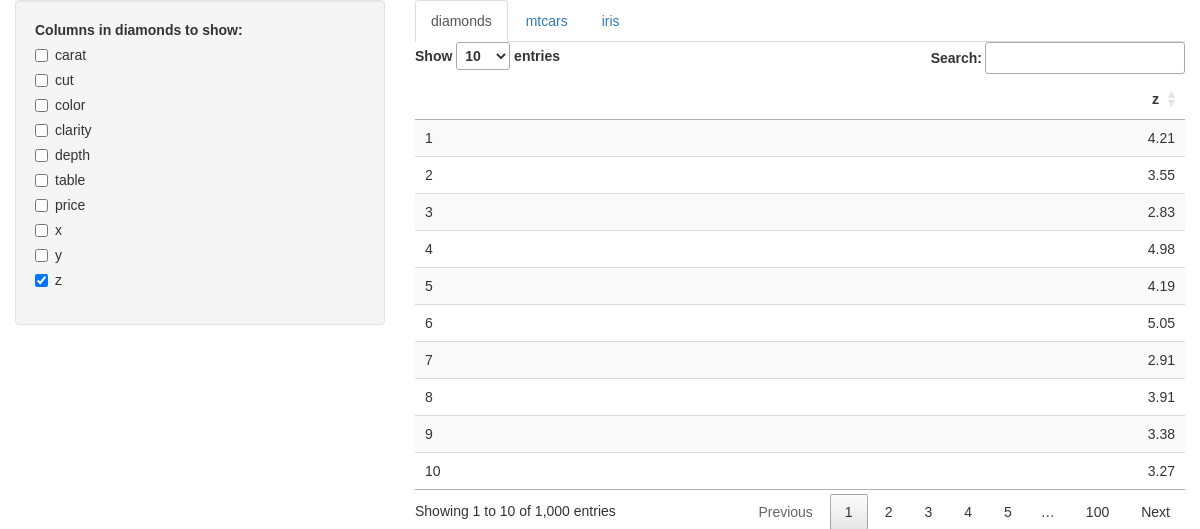 Columns in diamonds to show:
carat
cut
color
clarity
depth
table
price
x
y
z
diamonds mtcars iris
Show 10 entries Search:
z
1 4.21
2 3.55
3 2.83
4 4.98
5 4.19
6 5.05
7 2.91
8 3.91
9 3.38
10 3.27
Showing 1 to 10 of 1,000 entries Previous 1 2 3 4 5 … 100 Next